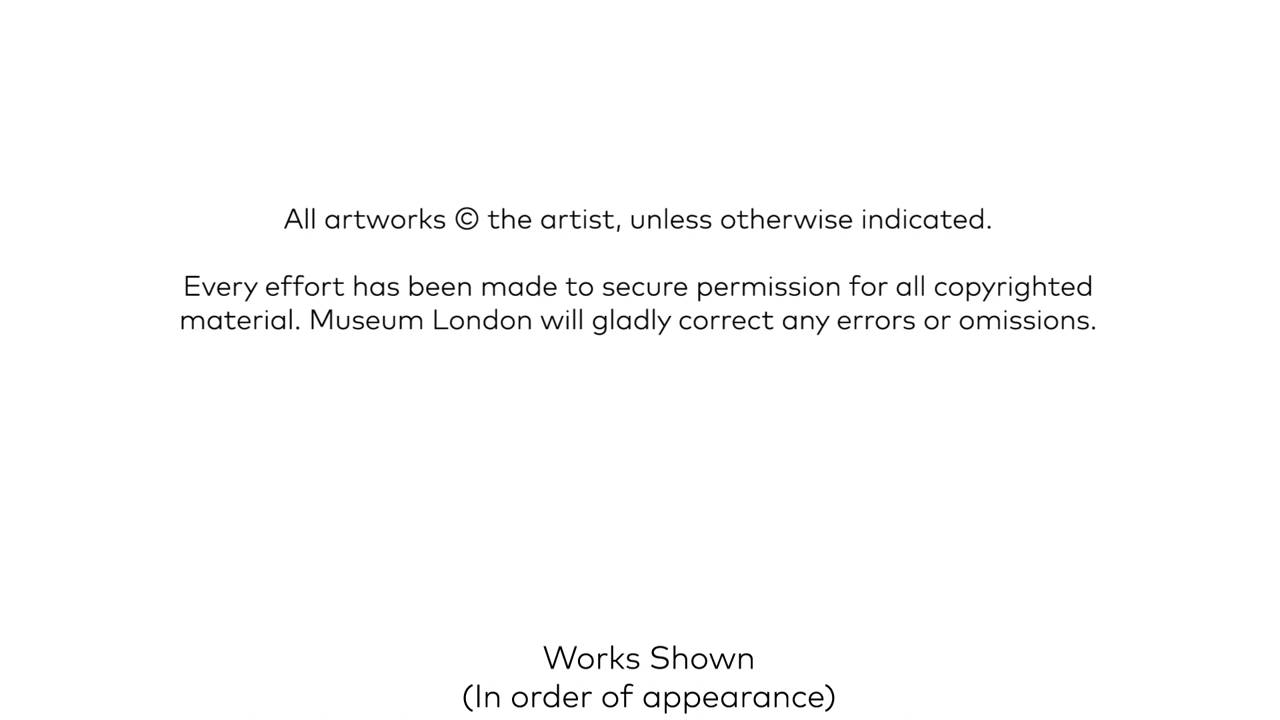 All artworks © the artist, unless otherwise indicated.
Every effort has been made to secure permission for all copyrighted
material. Museum London will gladly correct any errors or omissions.
Works Shown
(In order of appearance)